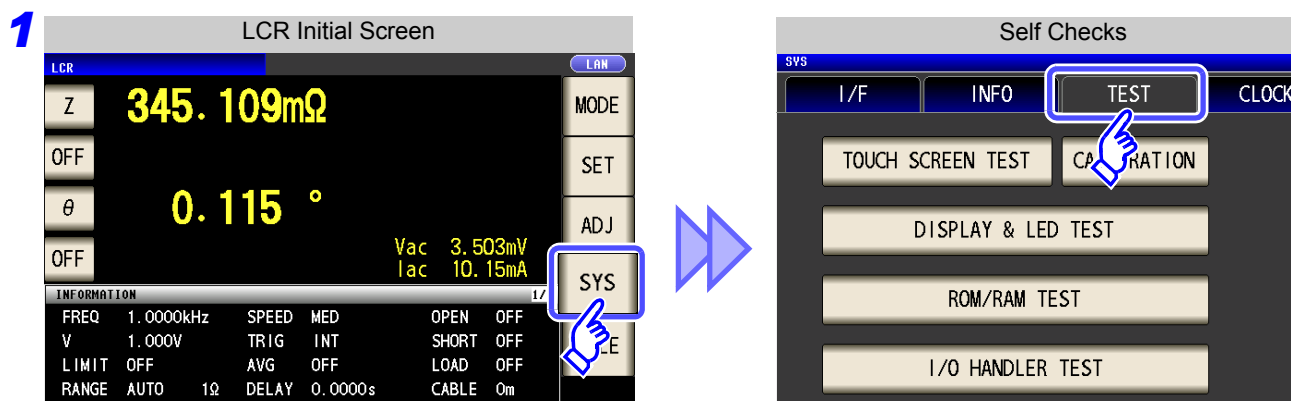 1
LCR Initial Screen
LCR
LAN
Z
345.109mΩ
MODE
OFF
SET
θ
0.115 °
ADJ
OFF
Vac 3.503mV
Iac 10.15mA
SYS
INFORMATION 1/
FREQ 1.0000kHz SPEED MED OPEN OFF
V 1.000V TRIG INT SHORT OFF
LIMIT OFF AVG OFF LOAD OFF
RANGE AUTO 1Ω DELAY 0.0000s CABLE 0m
Self Checks
SYS
I/F INFO TEST CLOCK
TOUCH SCREEN TEST
DISPLAY & LED TEST
ROM/RAM TEST
I/O HANDLER TEST